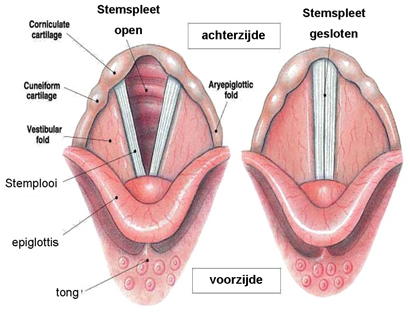 Stemspleet
open
Stemspleet
gesloten
achterzijde
Corniculate
cartilage
Cuneiform
cartilage
Aryepiglottic
fold
Vestibular
fold
Stemplooi
epiglottis
tong
voorzijde